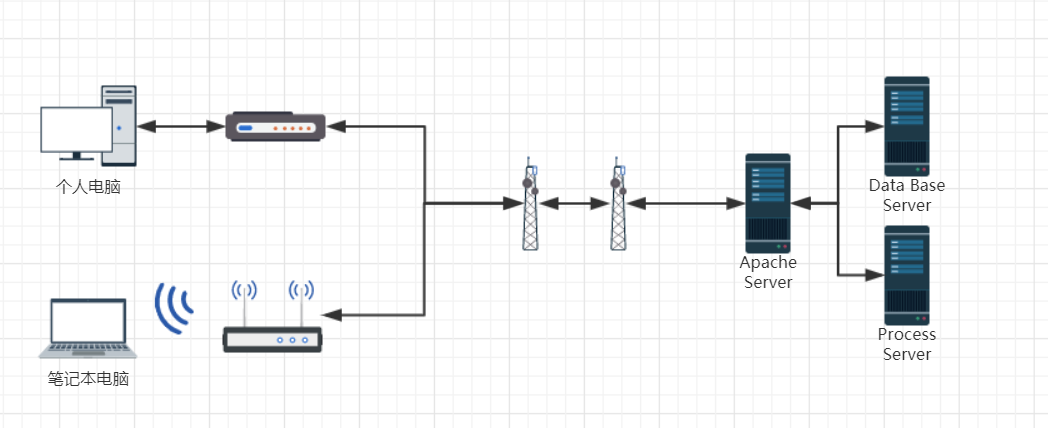 个人电脑
笔记本电脑
Apache
Server
Data Base
Server
Process
Server